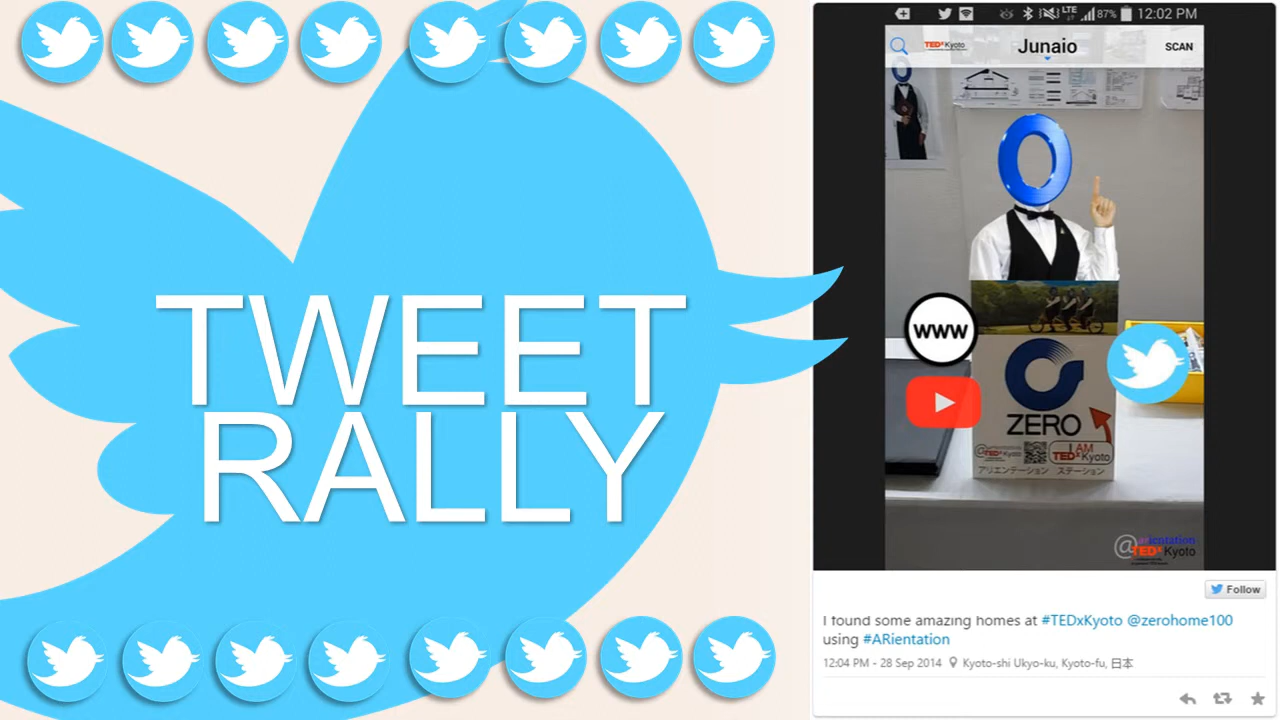 TWEET
RALLY
LTE 87% 12:02 PM
TEDxKyoto
Junaio
SCAN
WWW
ZERO
I AM
TEDxKyoto
アリエンテーション ステーション
@arientation
TEDxKyoto
Follow
I found some amazing homes at #TEDxKyoto @zerohome100
using #ARientation
12:04 PM - 28 Sep 2014 Kyoto-shi Ukyo-ku, Kyoto-fu, 日本